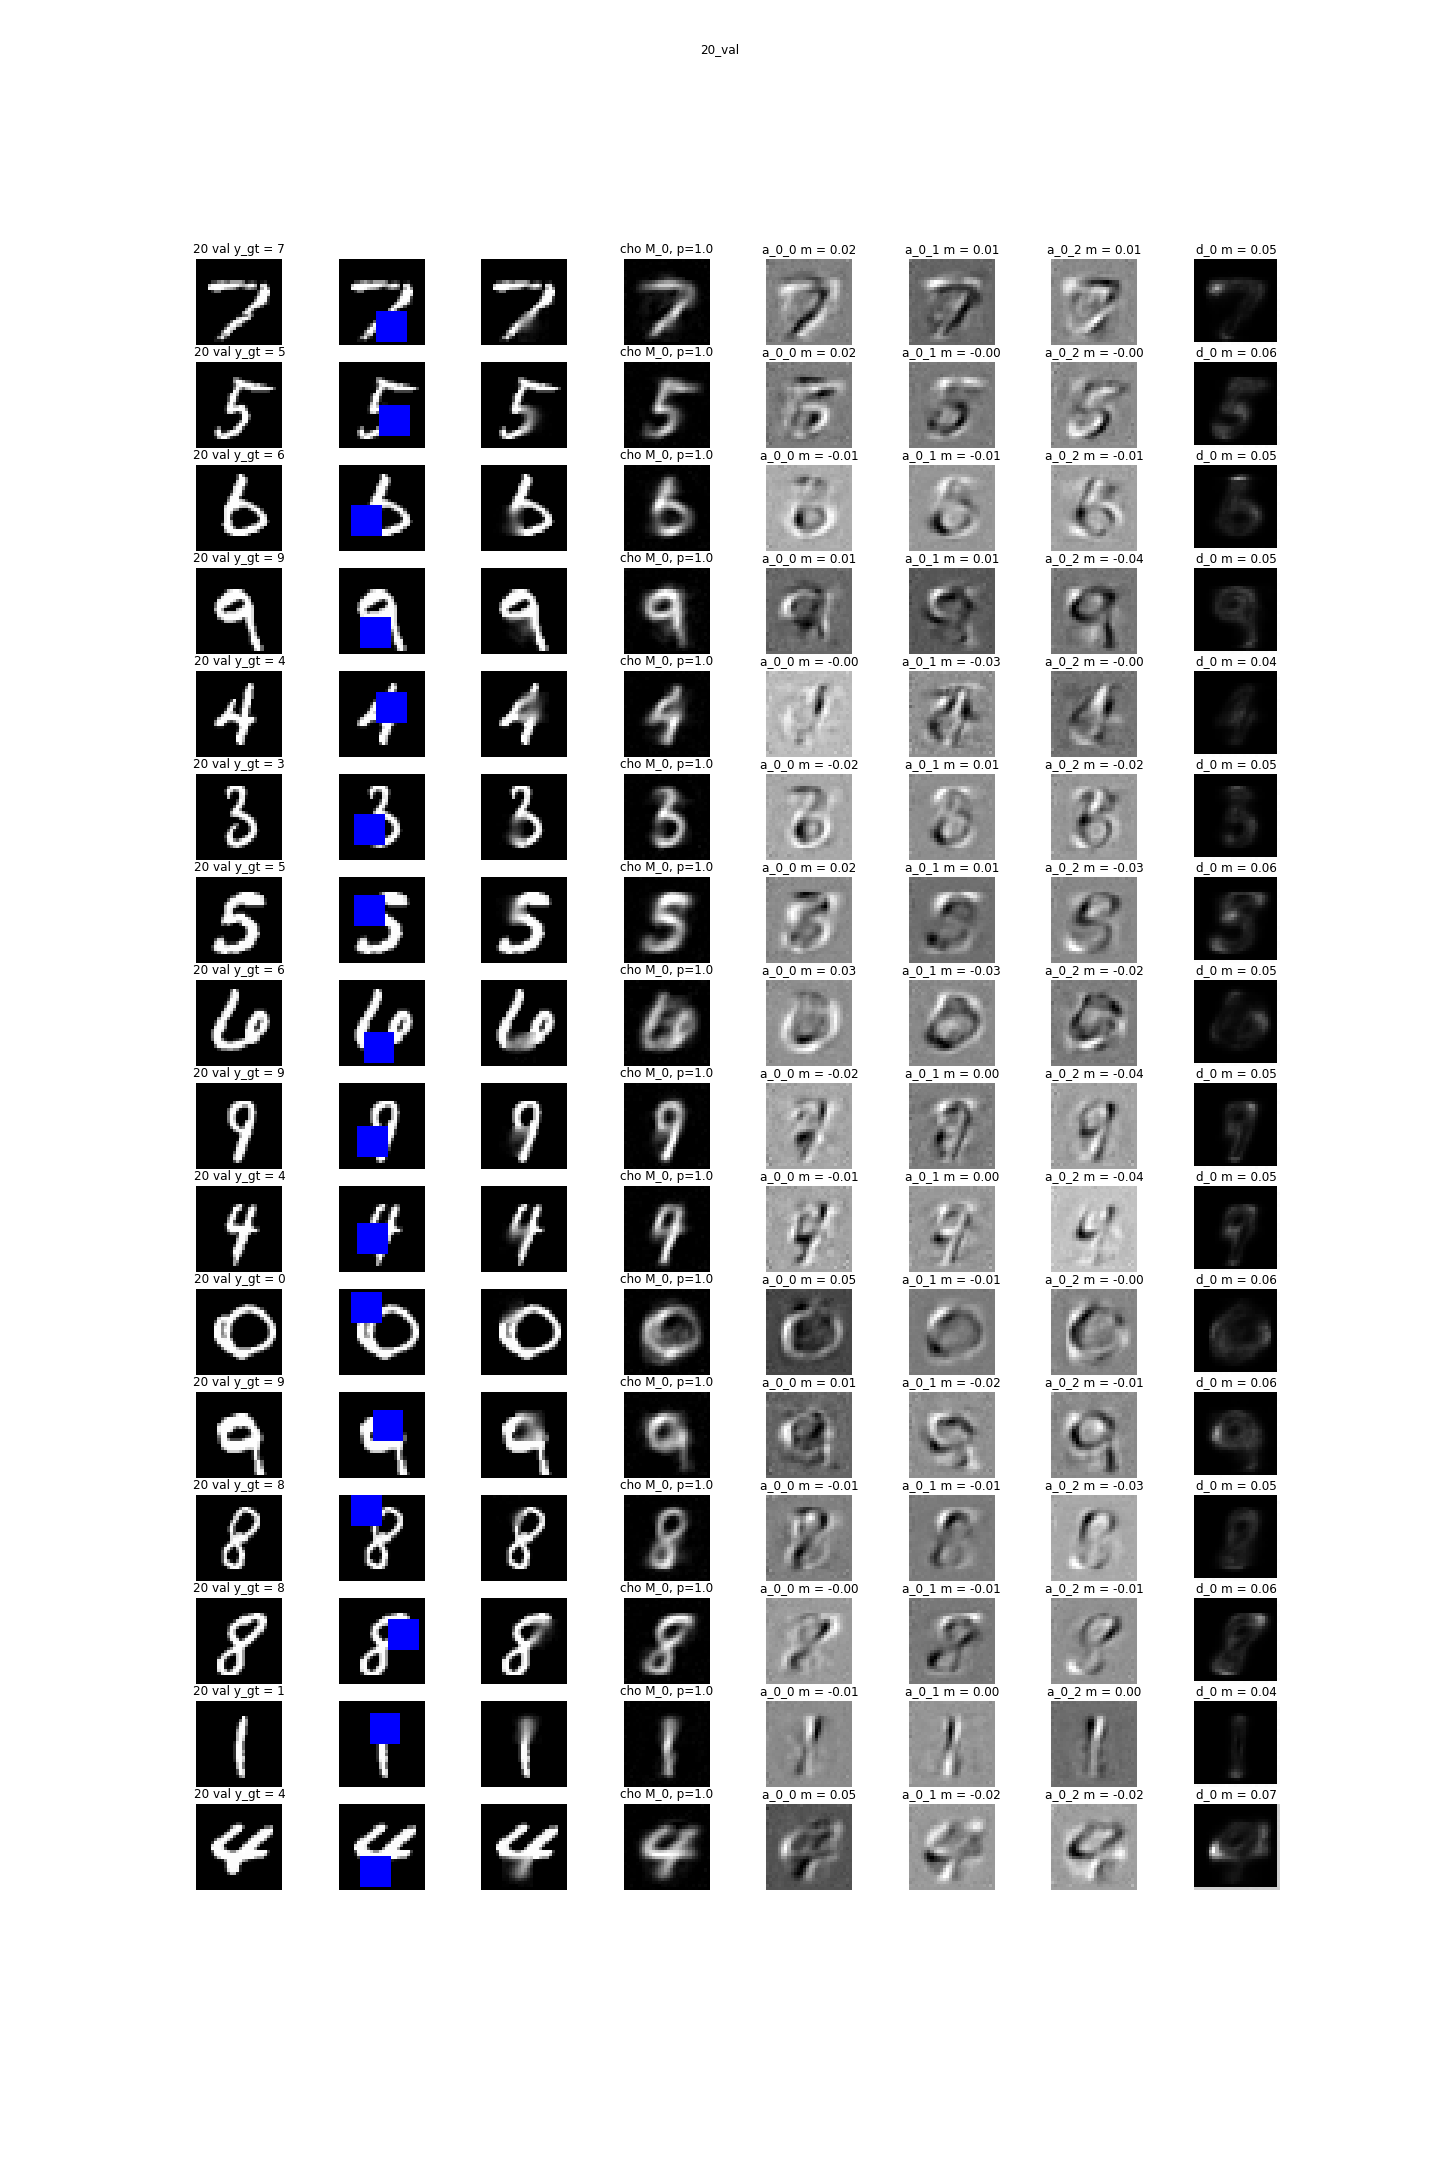 20_val
20 val y_gt = 7 cho M_0, p=1.0 a_0_0 m = 0.02 a_0_1 m = 0.01 a_0_2 m = 0.01 d_0 m = 0.05
20 val y_gt = 5 cho M_0, p=1.0 a_0_0 m = 0.02 a_0_1 m = -0.00 a_0_2 m = -0.00 d_0 m = 0.06
20 val y_gt = 6 cho M_0, p=1.0 a_0_0 m = -0.01 a_0_1 m = -0.01 a_0_2 m = -0.01 d_0 m = 0.05
20 val y_gt = 9 cho M_0, p=1.0 a_0_0 m = 0.01 a_0_1 m = 0.01 a_0_2 m = -0.04 d_0 m = 0.05
20 val y_gt = 4 cho M_0, p=1.0 a_0_0 m = -0.00 a_0_1 m = -0.03 a_0_2 m = -0.00 d_0 m = 0.04
20 val y_gt = 3 cho M_0, p=1.0 a_0_0 m = -0.02 a_0_1 m = 0.01 a_0_2 m = -0.02 d_0 m = 0.05
20 val y_gt = 5 cho M_0, p=1.0 a_0_0 m = 0.02 a_0_1 m = 0.01 a_0_2 m = -0.03 d_0 m = 0.06
20 val y_gt = 6 cho M_0, p=1.0 a_0_0 m = 0.03 a_0_1 m = -0.03 a_0_2 m = -0.02 d_0 m = 0.05
20 val y_gt = 9 cho M_0, p=1.0 a_0_0 m = -0.02 a_0_1 m = 0.00 a_0_2 m = -0.04 d_0 m = 0.05
20 val y_gt = 4 cho M_0, p=1.0 a_0_0 m = -0.01 a_0_1 m = 0.00 a_0_2 m = -0.04 d_0 m = 0.05
20 val y_gt = 0 cho M_0, p=1.0 a_0_0 m = 0.05 a_0_1 m = -0.01 a_0_2 m = -0.00 d_0 m = 0.06
20 val y_gt = 9 cho M_0, p=1.0 a_0_0 m = 0.01 a_0_1 m = -0.02 a_0_2 m = -0.01 d_0 m = 0.06
20 val y_gt = 8 cho M_0, p=1.0 a_0_0 m = -0.01 a_0_1 m = -0.01 a_0_2 m = -0.03 d_0 m = 0.05
20 val y_gt = 8 cho M_0, p=1.0 a_0_0 m = -0.00 a_0_1 m = -0.01 a_0_2 m = -0.01 d_0 m = 0.06
20 val y_gt = 1 cho M_0, p=1.0 a_0_0 m = -0.01 a_0_1 m = 0.00 a_0_2 m = 0.00 d_0 m = 0.04
20 val y_gt = 4 cho M_0, p=1.0 a_0_0 m = 0.05 a_0_1 m = -0.02 a_0_2 m = -0.02 d_0 m = 0.07